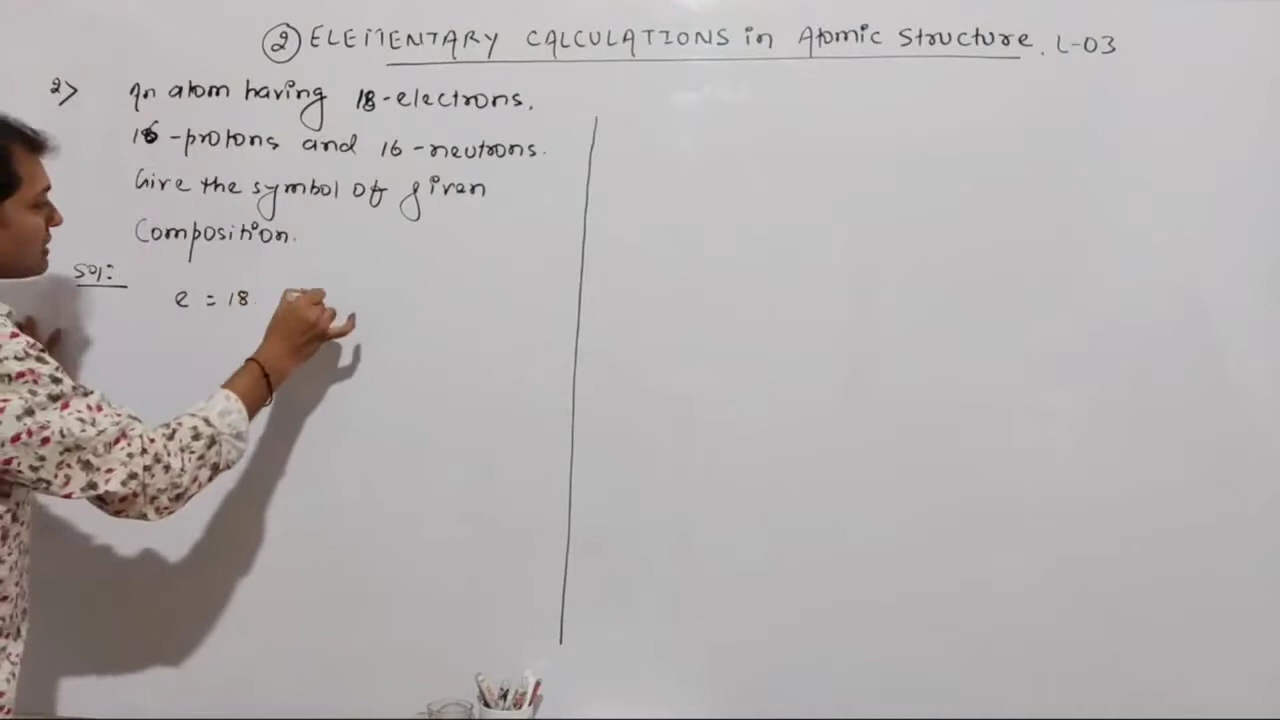 ② ELEMENTARY CALCULATIONS in Atomic Structure. L-03
2> An atom having 18-electrons.
16-protons and 16-neutrons.
Give the symbol of given
Composition.
Sol:
e = 18.